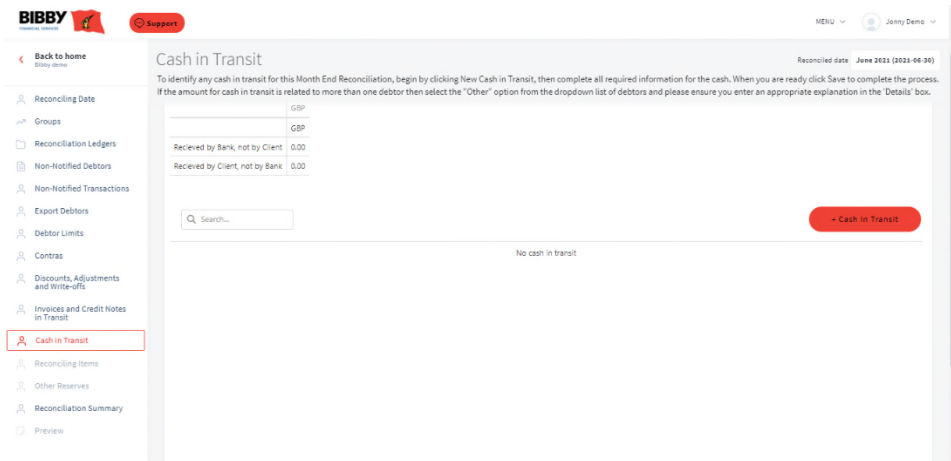 BIBBY
FINANCIAL SERVICES
Support
MENU
Jonny Demo
Back to home
Bibby demo
Reconciling Date
Groups
Reconciliation Ledgers
Non-Notified Debtors
Non-Notified Transactions
Export Debtors
Debtor Limits
Contras
Discounts, Adjustments
and Write-offs
Invoices and Credit Notes
in Transit
Cash in Transit
Reconciling Items
Other Reserves
Reconciliation Summary
Preview
Cash in Transit
Reconciled date June 2021 (2021-06-30)
To identify any cash in transit for this Month End Reconciliation, begin by clicking New Cash in Transit, then complete all required information for the cash. When you are ready click Save to complete the process.
If the amount for cash in transit is related to more than one debtor then select the "Other" option from the dropdown list of debtors and please ensure you enter an appropriate explanation in the 'Details' box.
GBP
GBP
Recieved by Bank, not by Client 0.00
Recieved by Client, not by Bank 0.00
Search...
+ Cash In Transit
No cash in transit